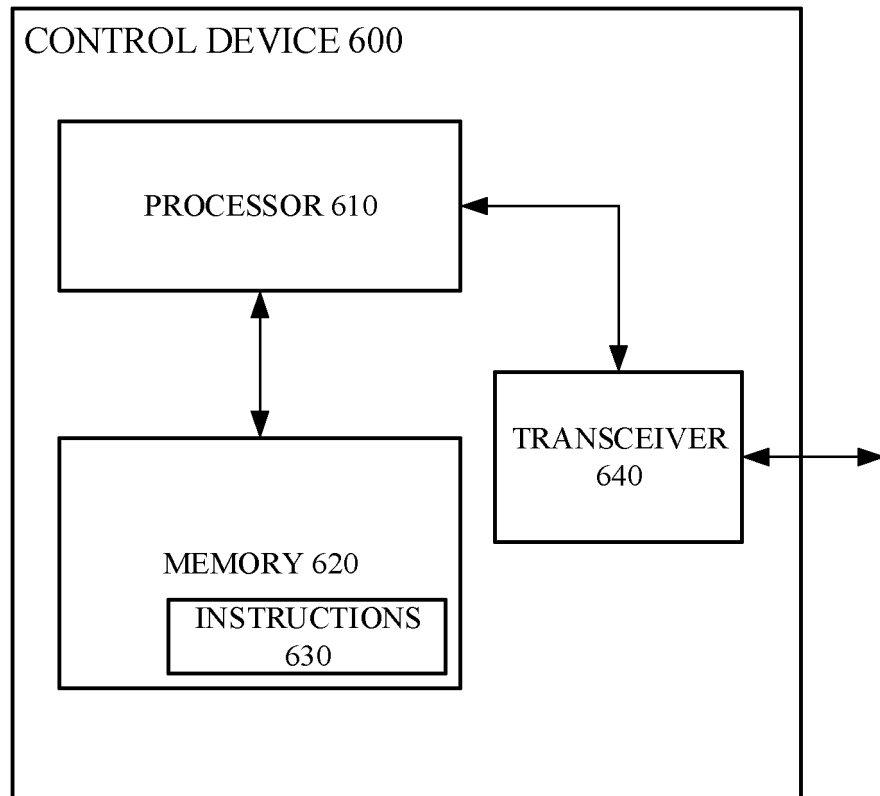 CONTROL DEVICE 600
PROCESSOR 610
TRANSCEIVER
640
MEMORY 620
INSTRUCTIONS
630